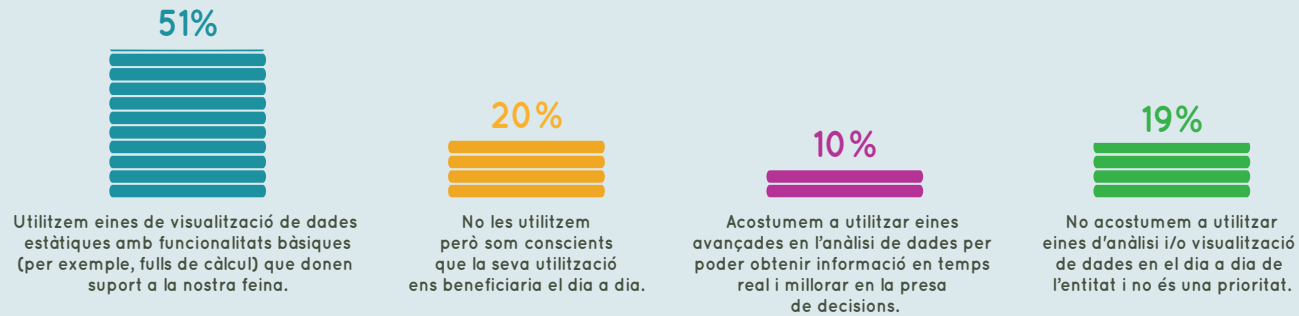 51%
Utilitzem eines de visualització de dades
estàtiques amb funcionalitats bàsiques
(per exemple, fulls de càlcul) que donen
suport a la nostra feina.
20%
No les utilitzem
però som conscients
que la seva utilització
ens beneficiaria el dia a dia.
10%
Acostumem a utilitzar eines
avançades en l'anàlisi de dades per
poder obtenir informació en temps
real i millorar en la presa
de decisions.
19%
No acostumem a utilitzar
eines d'anàlisi i/o visualització
de dades en el dia a dia de
l'entitat i no és una prioritat.